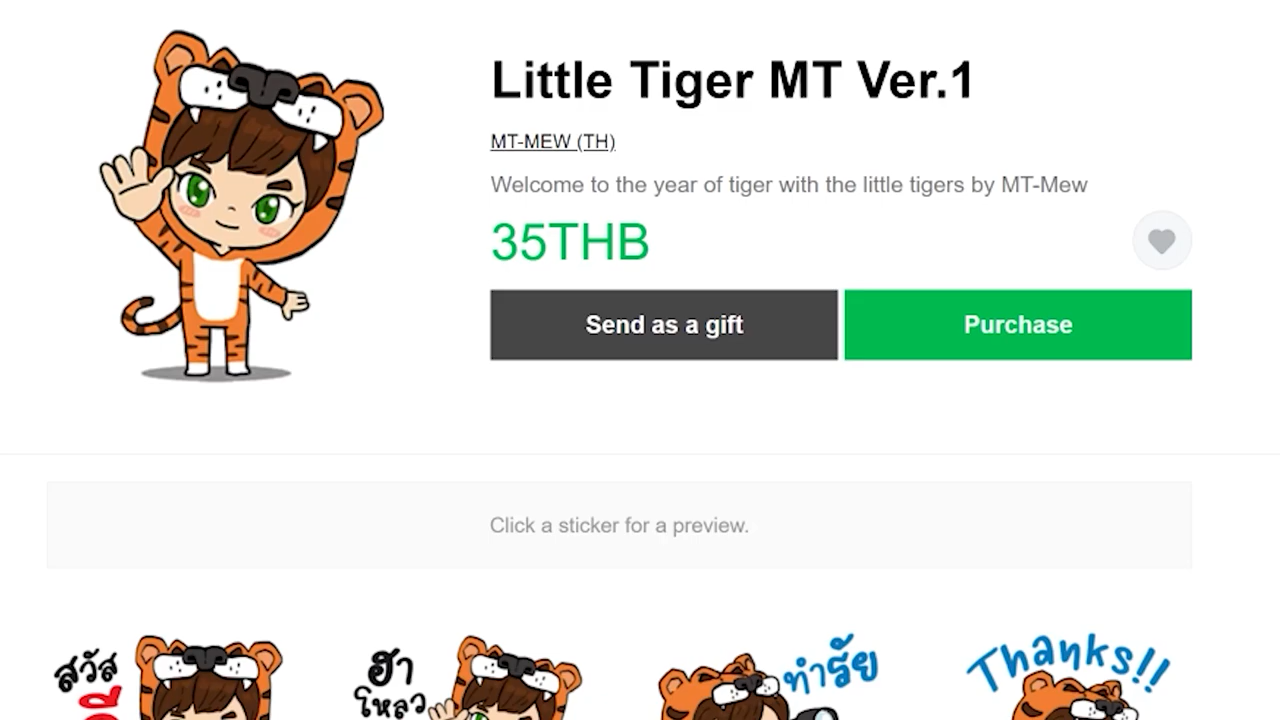 Little Tiger MT Ver.1
MT-MEW (TH)
Welcome to the year of tiger with the little tigers by MT-Mew
35THB
Send as a gift
Purchase
Click a sticker for a preview.
สวัส
ฮา
โหลว
ทำรัย
Thanks!!